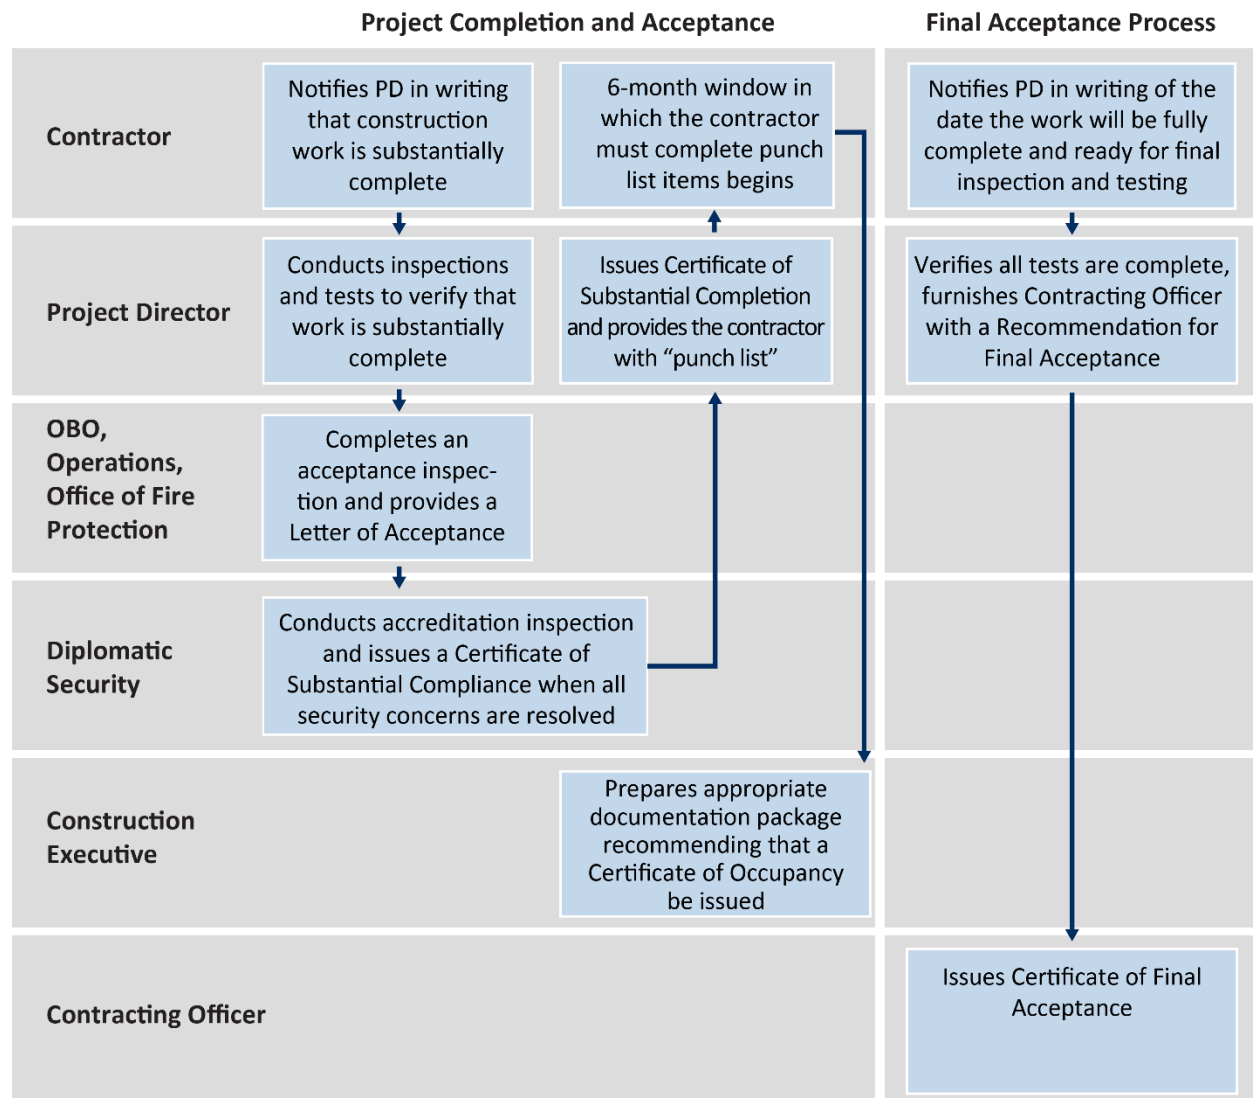 Project Completion and Acceptance
Final Acceptance Process
Contractor
Notifies PD in writing
that construction
work is substantially
complete
6-month window in
which the contractor
must complete punch
list items begins
Notifies PD in writing of the
date the work will be fully
complete and ready for final
inspection and testing
Project Director
Conducts inspections
and tests to verify that
work is substantially
complete
Issues Certificate of
Substantial Completion
and provides the contractor
with “punch list”
Verifies all tests are complete,
furnishes Contracting Officer
with a Recommendation for
Final Acceptance
OBO,
Operations,
Office of Fire
Protection
Completes an
acceptance inspec-
tion and provides a
Letter of Acceptance
Diplomatic
Security
Conducts accreditation inspection
and issues a Certificate of
Substantial Compliance when all
security concerns are resolved
Construction
Executive
Prepares appropriate
documentation package
recommending that a
Certificate of Occupancy
be issued
Contracting Officer
Issues Certificate of Final
Acceptance